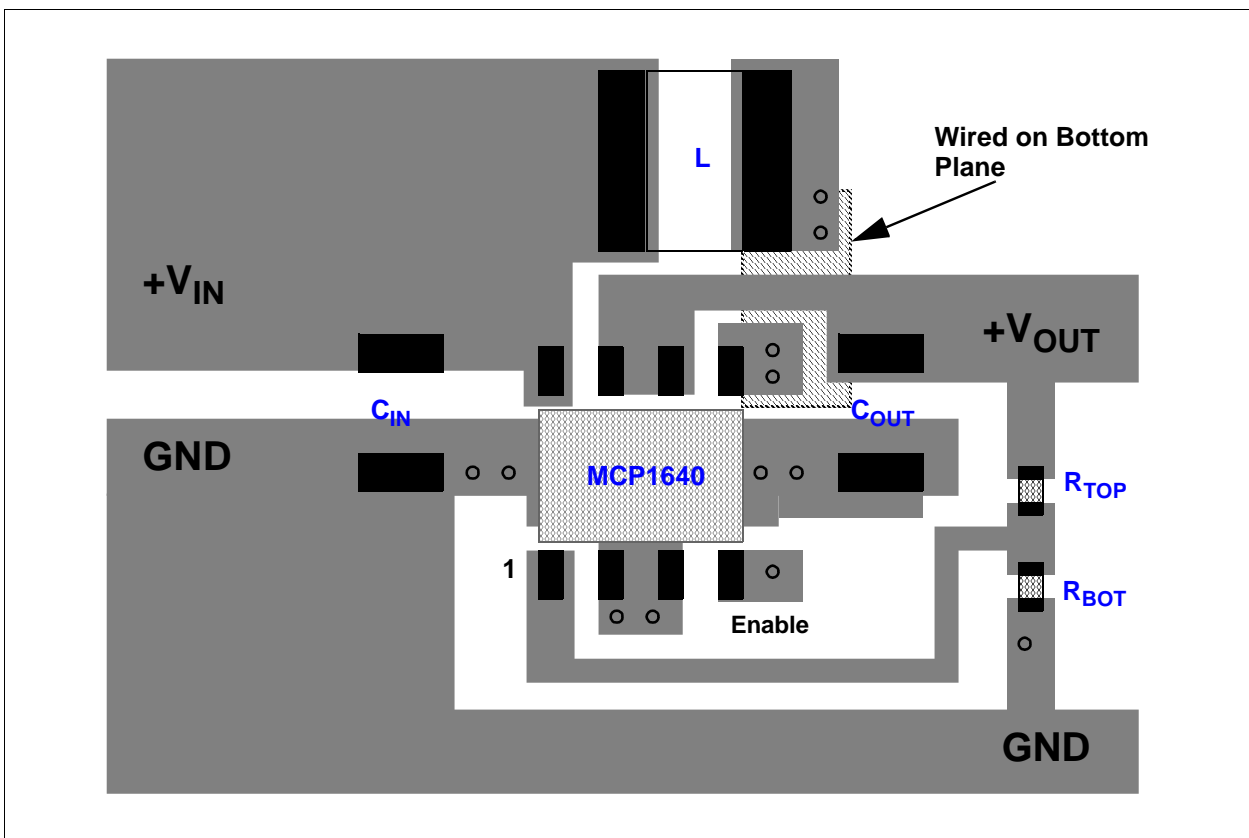 Wired on Bottom
Plane
L
+VIN
+VOUT
CIN
COUT
GND
MCP1640
RTOP
1
RBOT
Enable
GND